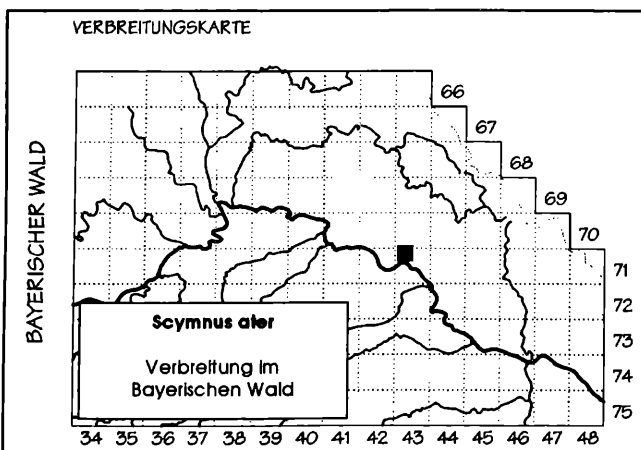 VERBREITUNGSKARTE
BAYERISCHER WALD
66
67
68
69
70
71
72
73
74
75
Scymnus ater
Verbreitung im
Bayerischen Wald
34 35 36 37 38 39 40 41 42 43 44 45 46 47 48